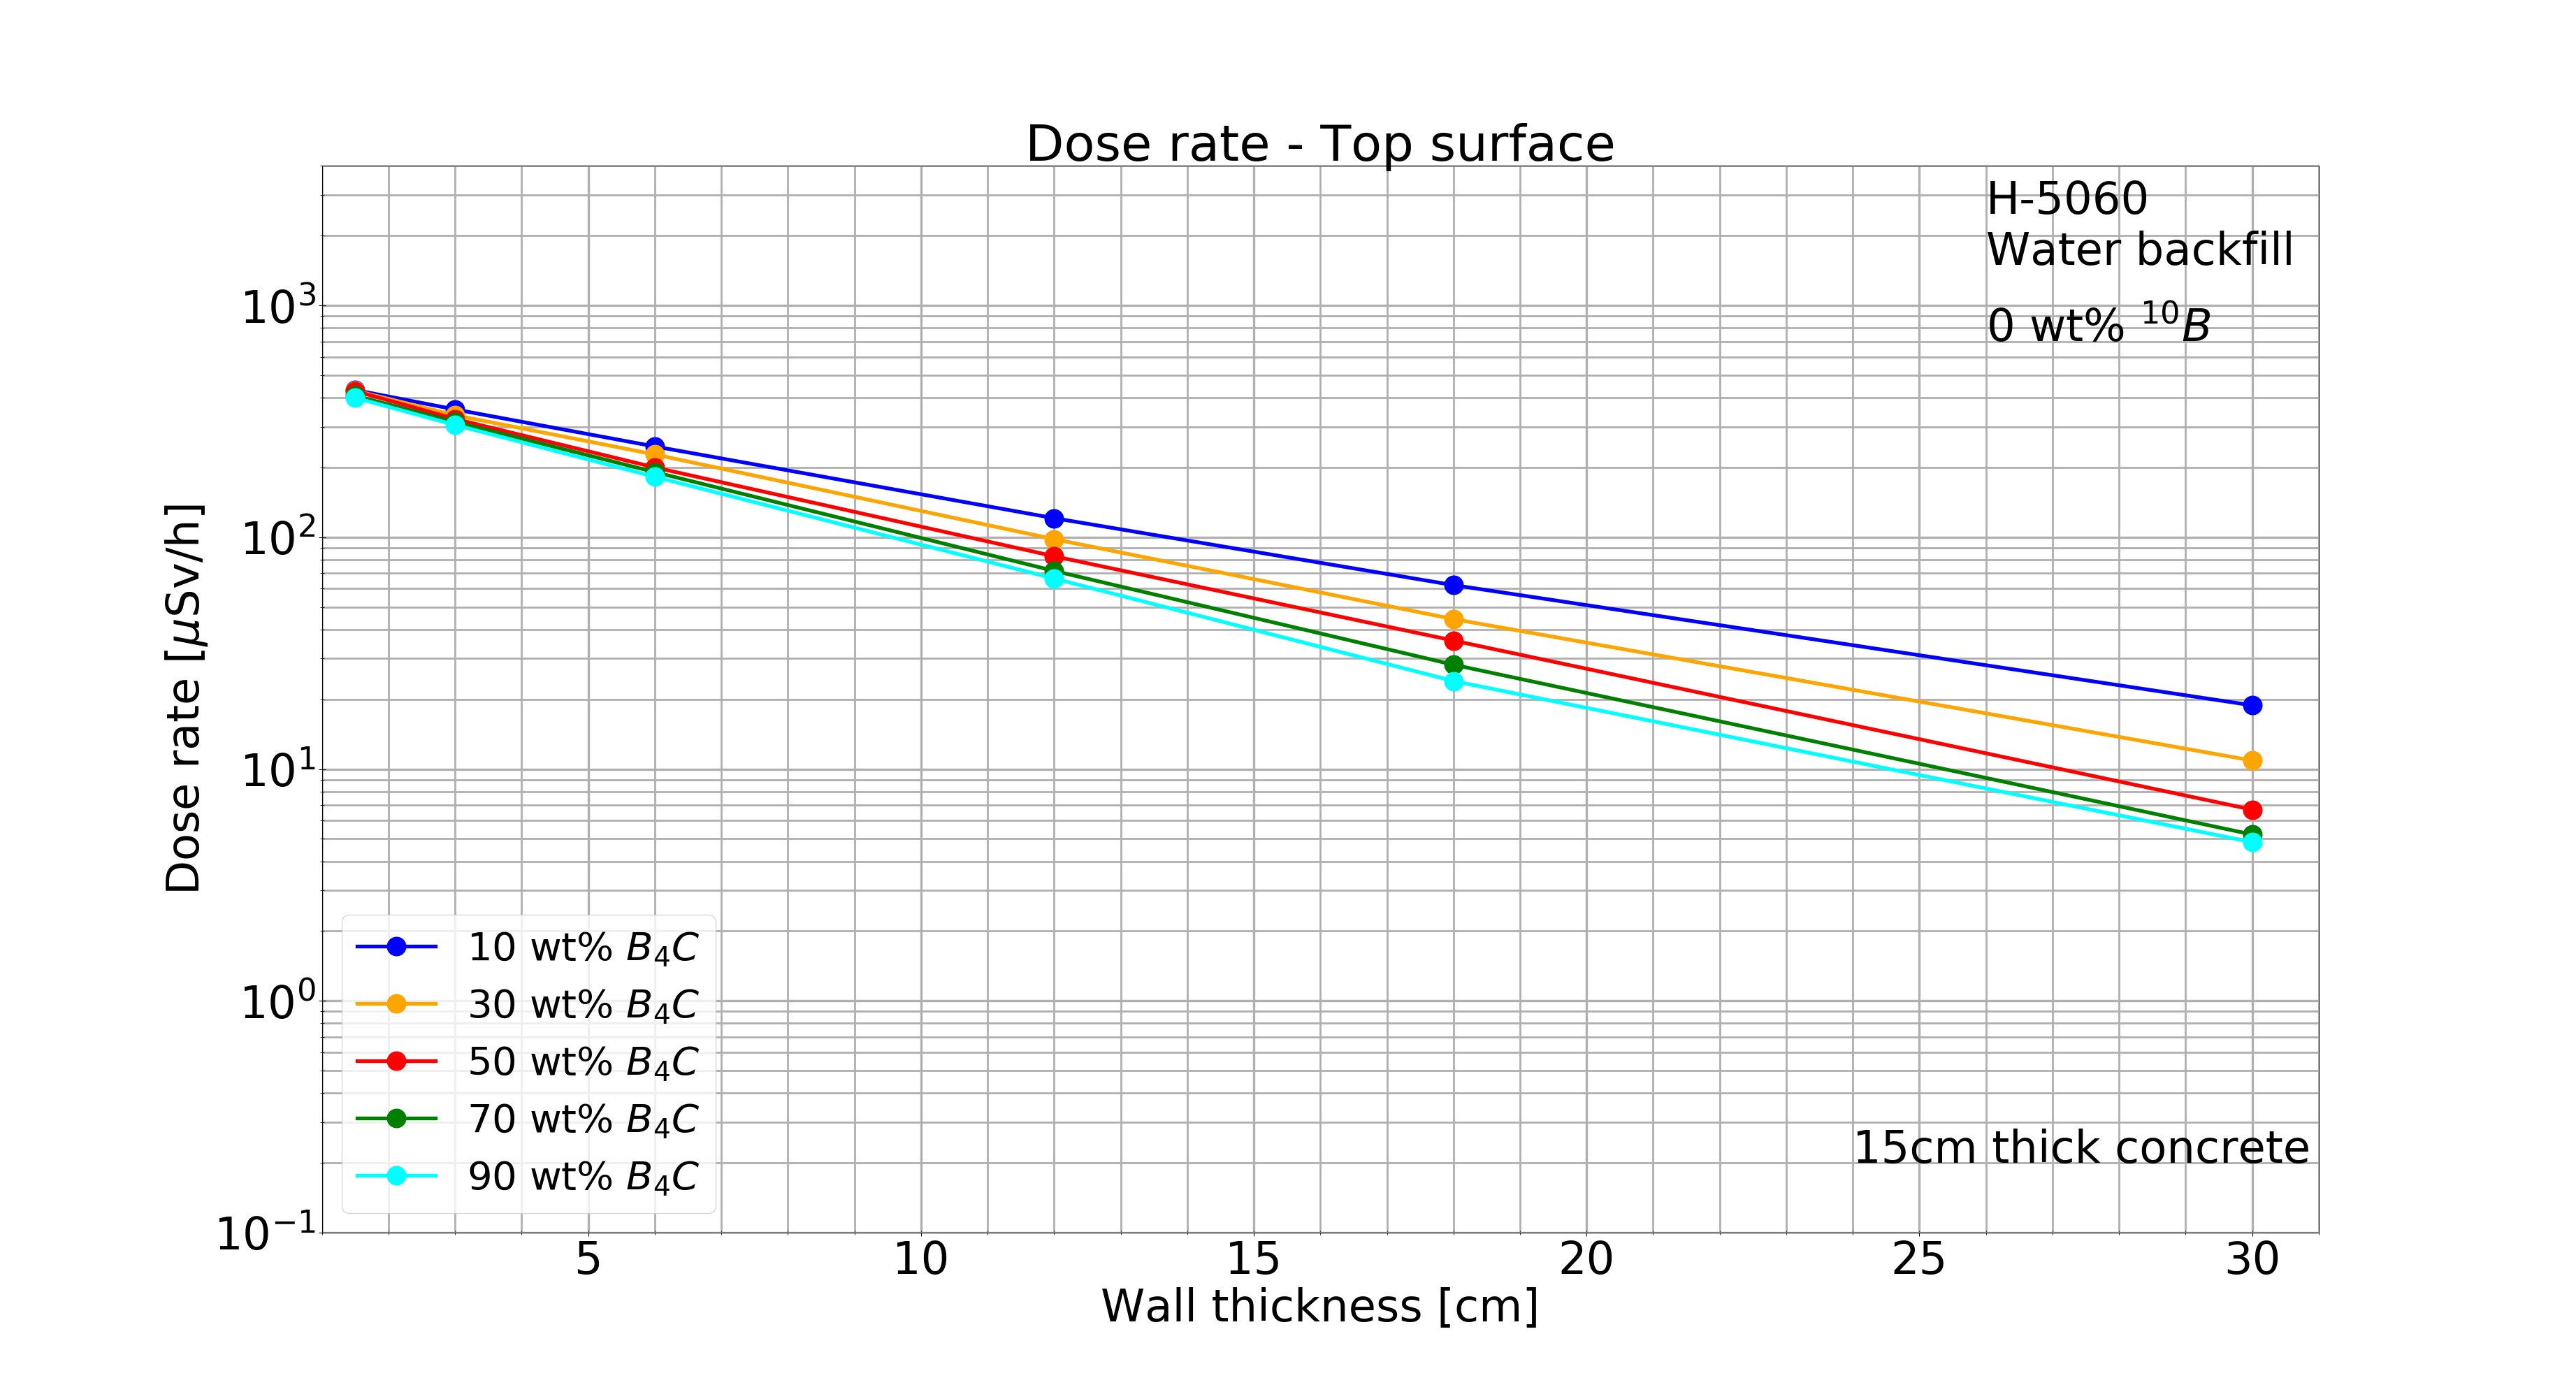 Dose rate - Top surface
H-5060
Water backfill
0 wt% ¹⁰B
10³
10²
10¹
10⁰
10⁻¹
Dose rate [μSv/h]
10 wt% B₄C
30 wt% B₄C
50 wt% B₄C
70 wt% B₄C
90 wt% B₄C
15cm thick concrete
5 10 15 20 25 30
Wall thickness [cm]